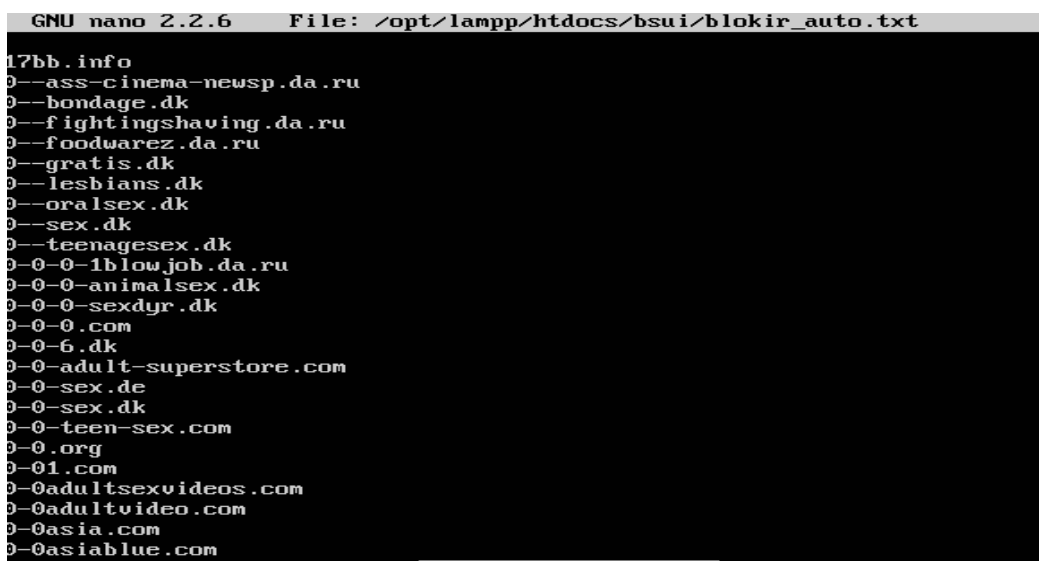 GNU nano 2.2.6 File: /opt/lampp/htdocs/bsui/blokir_auto.txt
17bb.info
0--ass-cinema-newsp.da.ru
0--bondage.dk
0--fightingshaving.da.ru
0--foodwarez.da.ru
0--gratis.dk
0--lesbians.dk
0--oralsex.dk
0--sex.dk
0--teenagesex.dk
0-0-0-1blowjob.da.ru
0-0-0-animalsex.dk
0-0-0-sexdyr.dk
0-0-0.com
0-0-6.dk
0-0-adult-superstore.com
0-0-sex.de
0-0-sex.dk
0-0-teen-sex.com
0-0.org
0-01.com
0-0adultsexvideos.com
0-0adultvideo.com
0-0asia.com
0-0asiablue.com